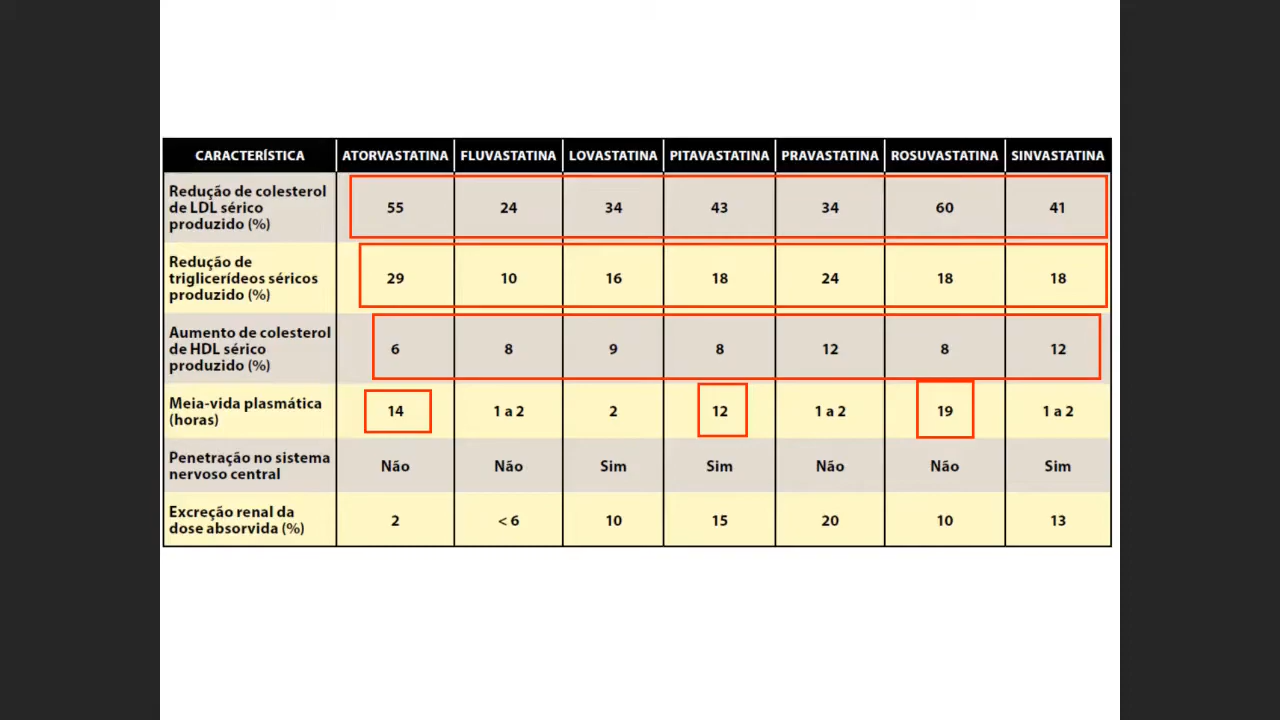 CARACTERÍSTICA ATORVASTATINA FLUVASTATINA LOVASTATINA PITAVASTATINA PRAVASTATINA ROSUVASTATINA SINVASTATINA
Redução de colesterol
de LDL sérico
produzido (%)
55 24 34 43 34 60 41
Redução de
triglicerídeos séricos
produzido (%)
29 10 16 18 24 18 18
Aumento de colesterol
de HDL sérico
produzido (%)
6 8 9 8 12 8 12
Meia-vida plasmática
(horas)
14 1 a 2 2 12 1 a 2 19 1 a 2
Penetração no sistema
nervoso central
Não Não Sim Sim Não Não Sim
Excreção renal da
dose absorvida (%)
2 < 6 10 15 20 10 13